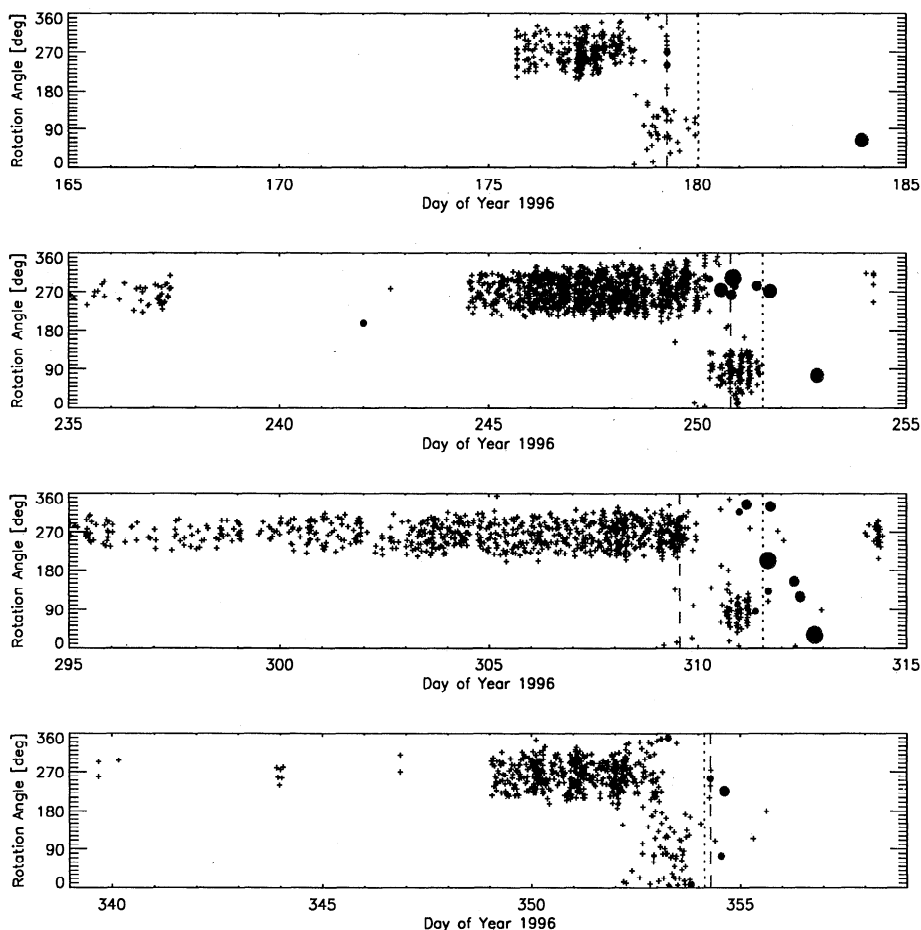 360
270
180
90
0
Rotation Angle [deg]
165 170 175 180 185
Day of Year 1996
360
270
180
90
0
Rotation Angle [deg]
235 240 245 250 255
Day of Year 1996
360
270
180
90
0
Rotation Angle [deg]
295 300 305 310 315
Day of Year 1996
360
270
180
90
0
Rotation Angle [deg]
340 345 350 355
Day of Year 1996